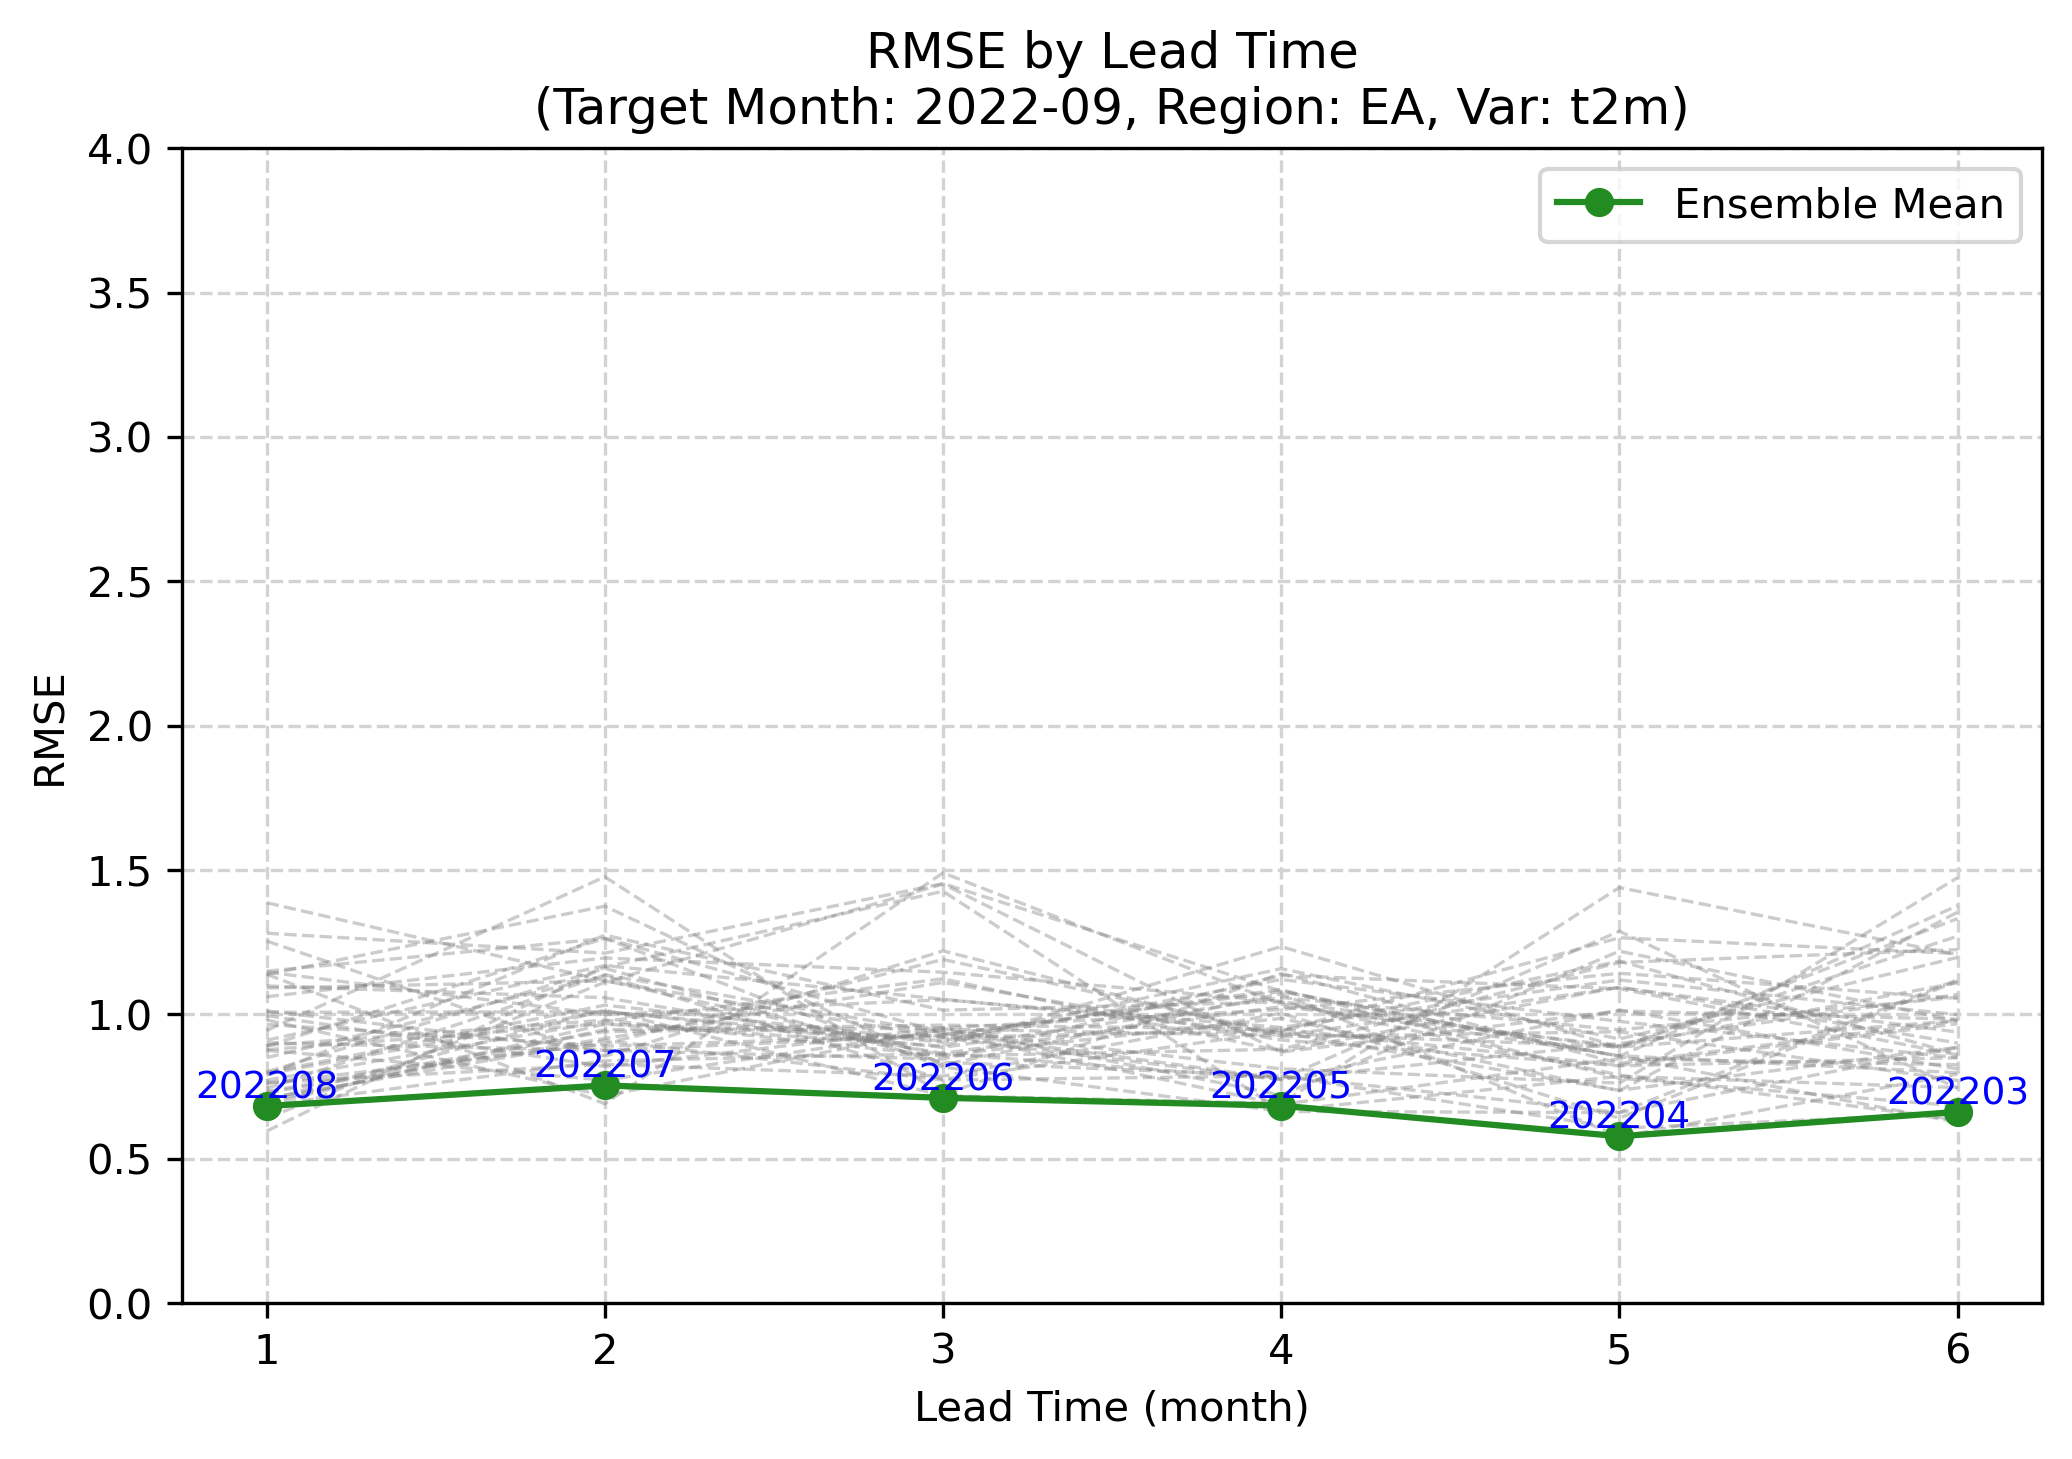 RMSE by Lead Time
(Target Month: 2022-09, Region: EA, Var: t2m)
4.0
3.5
3.0
2.5
2.0
1.5
1.0
0.5
0.0
RMSE
Ensemble Mean
202208
202207
202206
202205
202204
202203
1 2 3 4 5 6
Lead Time (month)